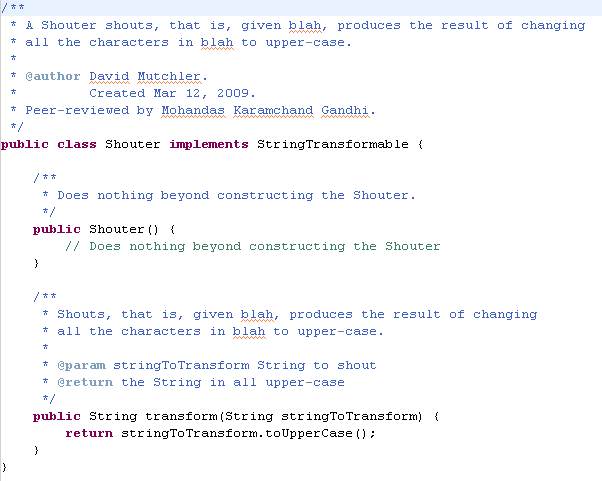 /**
 * A Shouter shouts, that is, given blah, produces the result of changing
 * all the characters in blah to upper-case.
 *
 * @author David Mutchler.
 *         Created Mar 12, 2009.
 * Peer-reviewed by Mohandas Karamchand Gandhi.
 */
public class Shouter implements StringTransformable {

    /**
     * Does nothing beyond constructing the Shouter.
     */
    public Shouter() {
        // Does nothing beyond constructing the Shouter
    }

    /**
     * Shouts, that is, given blah, produces the result of changing
     * all the characters in blah to upper-case.
     *
     * @param stringToTransform String to shout
     * @return the String in all upper-case
     */
    public String transform(String stringToTransform) {
        return stringToTransform.toUpperCase();
    }
}